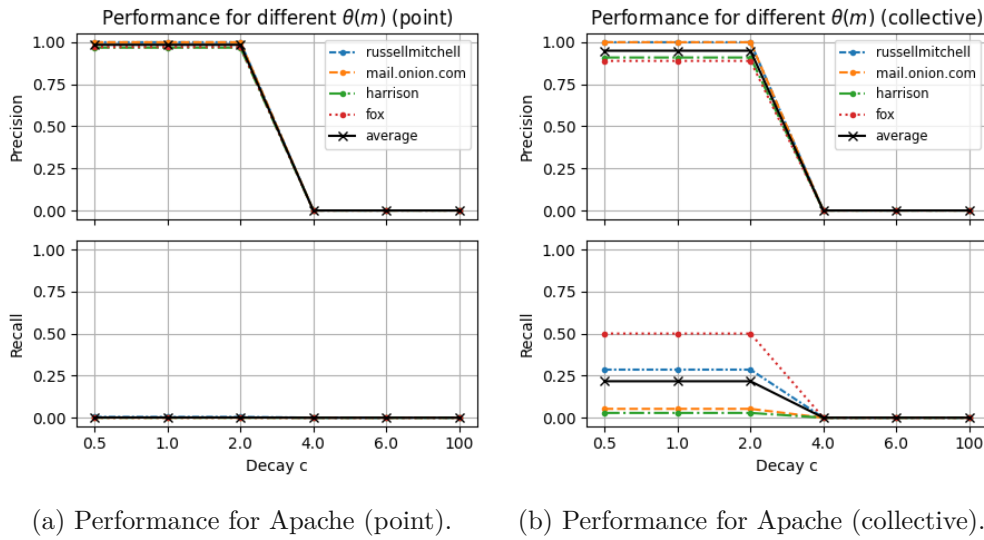 Performance for different θ(m) (point)
1.00
0.75
0.50
0.25
0.00
Precision
russellmitchell
mail.onion.com
harrison
fox
average
1.00
0.75
0.50
0.25
0.00
Recall
0.5 1.0 2.0 4.0 6.0 100
Decay c
Performance for different θ(m) (collective)
1.00
0.75
0.50
0.25
0.00
Precision
russellmitchell
mail.onion.com
harrison
fox
average
1.00
0.75
0.50
0.25
0.00
Recall
0.5 1.0 2.0 4.0 6.0 100
Decay c
(a) Performance for Apache (point).
(b) Performance for Apache (collective).